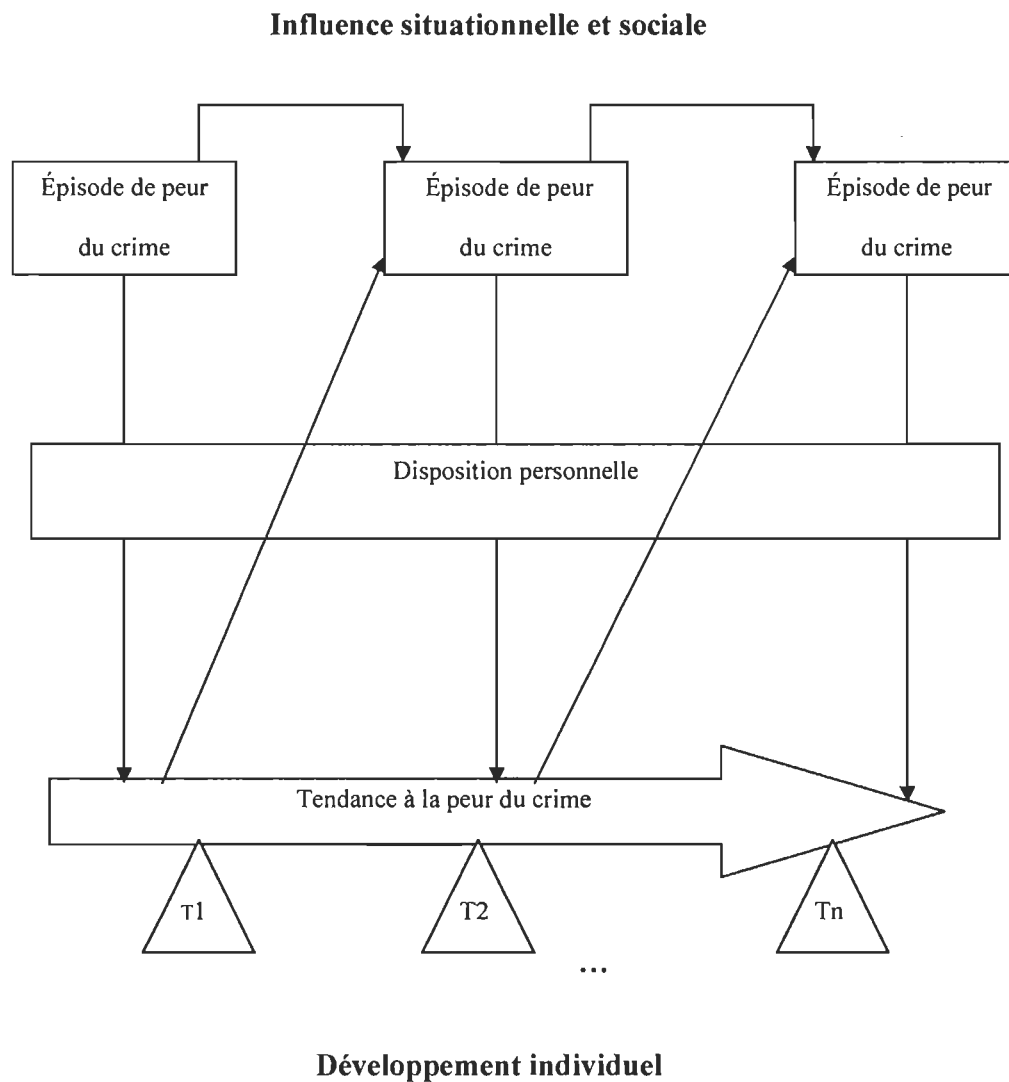 Influence situationnelle et sociale
Épisode de peur
du crime
Épisode de peur
du crime
Épisode de peur
du crime
Disposition personnelle
Tendance à la peur du crime
T1
T2
Tn
...
Développement individuel